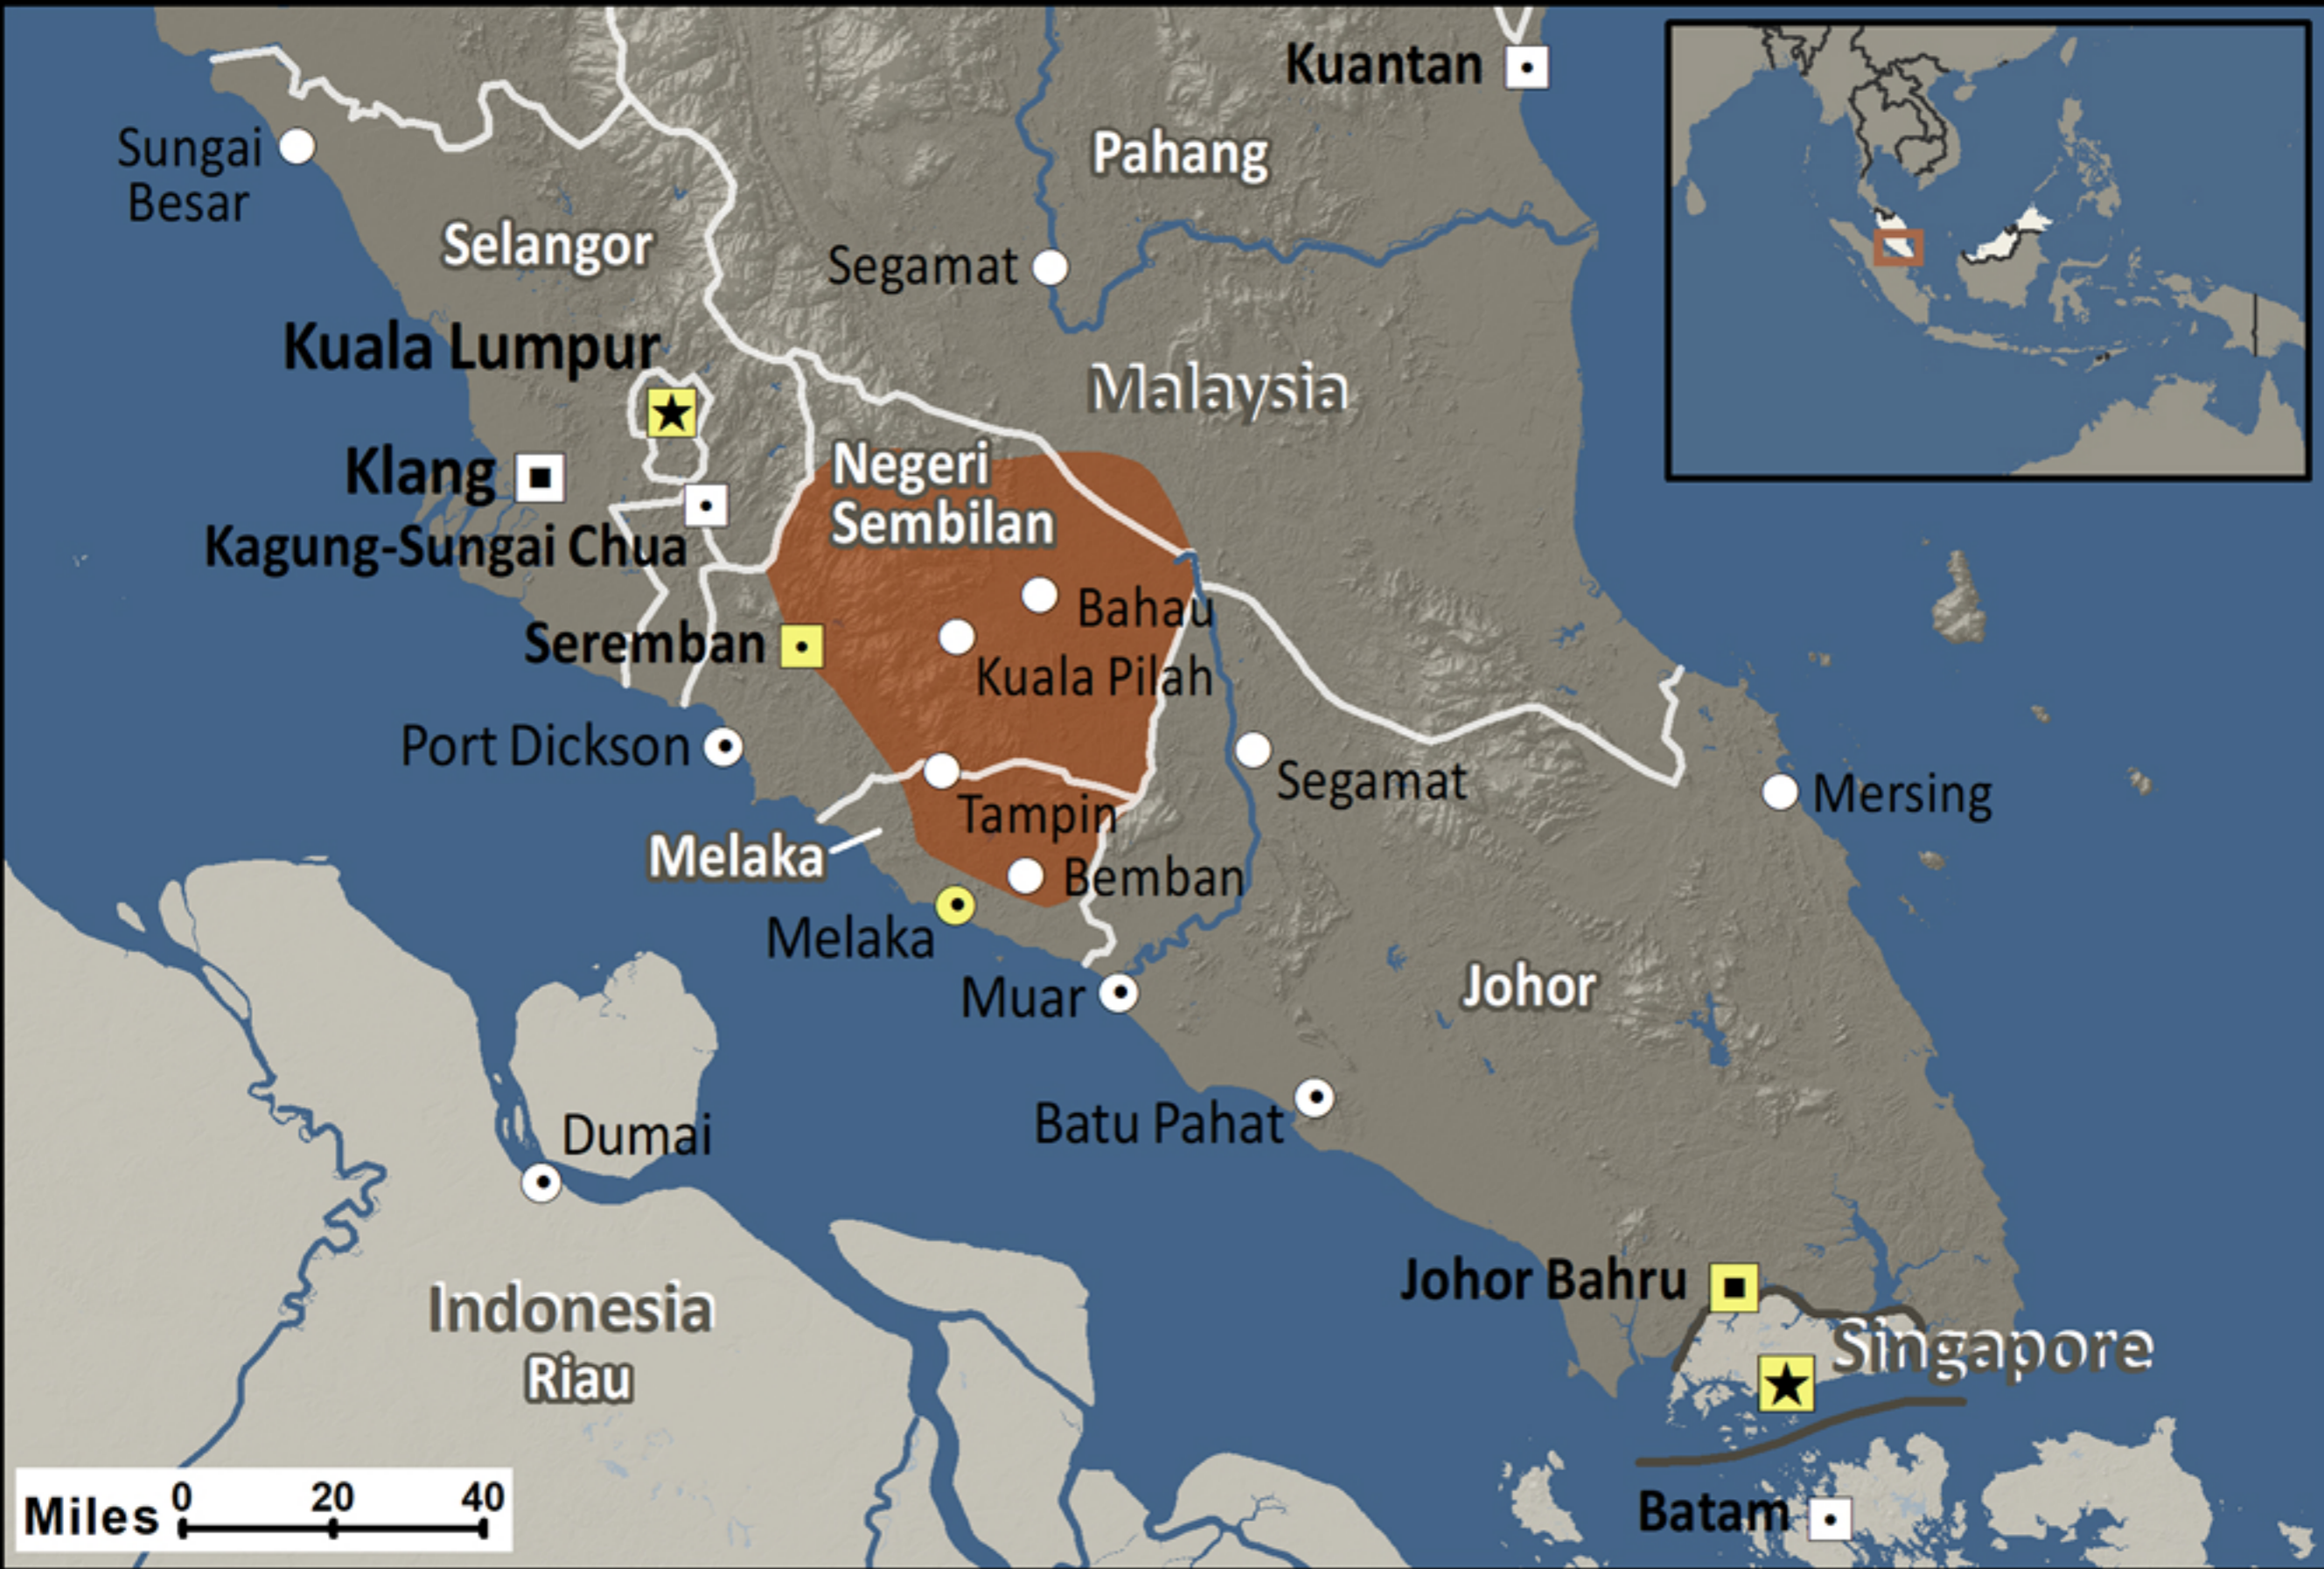 Kuantan
Pahang
Sungai
Besar
Selangor
Segamat
Kuala Lumpur
Malaysia
Klang
Negeri
Sembilan
Kagung-Sungai Chua
Bahau
Seremban
Kuala Pilah
Port Dickson
Segamat
Mersing
Tampin
Melaka
Bemban
Melaka
Muar
Johor
Batu Pahat
Dumai
Johor Bahru
Indonesia
Riau
Singapore
Miles 0 20 40
Batam